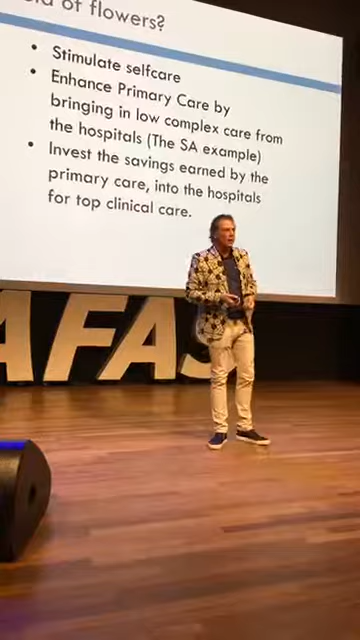 of flowers?
• Stimulate selfcare
• Enhance Primary Care by
bringing in low complex care from
the hospitals (The SA example)
• Invest the savings earned by the
primary care, into the hospitals
for top clinical care.
AFAS